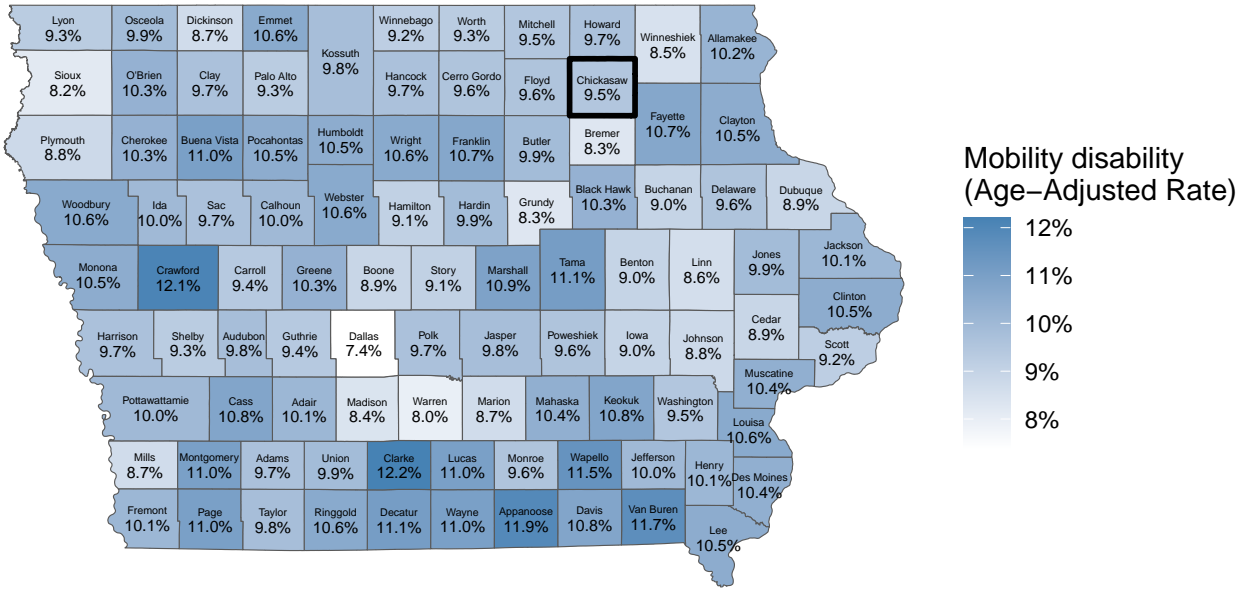 Lyon
9.3%
Osceola
9.9%
Dickinson
8.7%
Emmet
10.6%
Kossuth
9.8%
Winnebago
9.2%
Worth
9.3%
Mitchell
9.5%
Howard
9.7%
Winneshiek
8.5%
Allamakee
10.2%
Sioux
8.2%
O'Brien
10.3%
Clay
9.7%
Palo Alto
9.3%
Hancock
9.7%
Cerro Gordo
9.6%
Floyd
9.6%
Chickasaw
9.5%
Fayette
10.7%
Clayton
10.5%
Plymouth
8.8%
Cherokee
10.3%
Buena Vista
11.0%
Pocahontas
10.5%
Humboldt
10.5%
Wright
10.6%
Franklin
10.7%
Butler
9.9%
Bremer
8.3%
Woodbury
10.6%
Ida
10.0%
Sac
9.7%
Calhoun
10.0%
Webster
10.6%
Hamilton
9.1%
Hardin
9.9%
Grundy
8.3%
Black Hawk
10.3%
Buchanan
9.0%
Delaware
9.6%
Dubuque
8.9%
Monona
10.5%
Crawford
12.1%
Carroll
9.4%
Greene
10.3%
Boone
8.9%
Story
9.1%
Marshall
10.9%
Tama
11.1%
Benton
9.0%
Linn
8.6%
Jones
9.9%
Jackson
10.1%
Clinton
10.5%
Harrison
9.7%
Shelby
9.3%
Audubon
9.8%
Guthrie
9.4%
Dallas
7.4%
Polk
9.7%
Jasper
9.8%
Poweshiek
9.6%
Iowa
9.0%
Johnson
8.8%
Cedar
8.9%
Scott
9.2%
Muscatine
10.4%
Pottawattamie
10.0%
Cass
10.8%
Adair
10.1%
Madison
8.4%
Warren
8.0%
Marion
8.7%
Mahaska
10.4%
Keokuk
10.8%
Washington
9.5%
Louisa
10.6%
Mills
8.7%
Montgomery
11.0%
Adams
9.7%
Union
9.9%
Clarke
12.2%
Lucas
11.0%
Monroe
9.6%
Wapello
11.5%
Jefferson
10.0%
Henry
10.1%
Des Moines
10.4%
Fremont
10.1%
Page
11.0%
Taylor
9.8%
Ringgold
10.6%
Decatur
11.1%
Wayne
11.0%
Appanoose
11.9%
Davis
10.8%
Van Buren
11.7%
Lee
10.5%
Mobility disability
(Age−Adjusted Rate)
12%
11%
10%
9%
8%